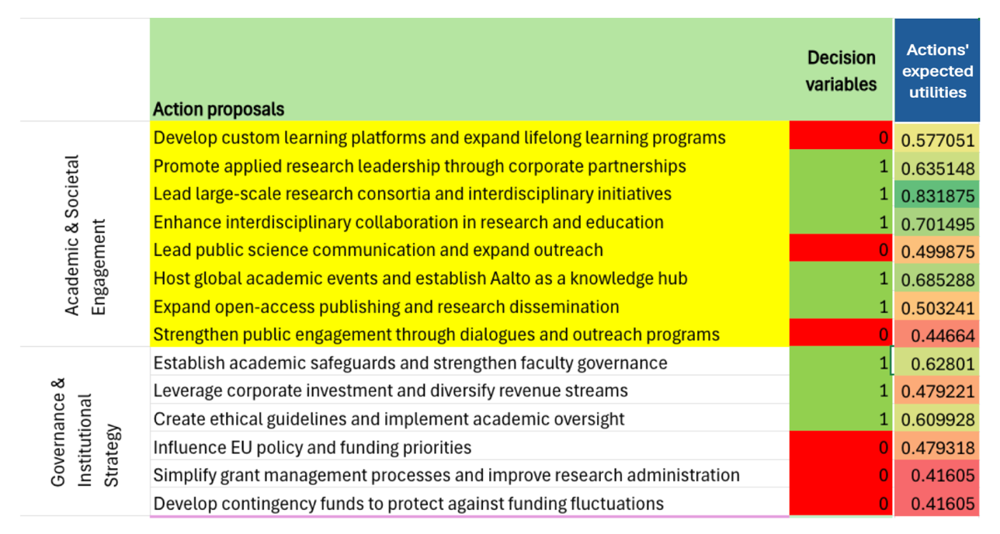 Action proposals
Decision
variables
Actions'
expected
utilities
Academic & Societal
Engagement
Develop custom learning platforms and expand lifelong learning programs 0 0.577051
Promote applied research leadership through corporate partnerships 1 0.635148
Lead large-scale research consortia and interdisciplinary initiatives 1 0.831875
Enhance interdisciplinary collaboration in research and education 1 0.701495
Lead public science communication and expand outreach 0 0.499875
Host global academic events and establish Aalto as a knowledge hub 1 0.685288
Expand open-access publishing and research dissemination 1 0.503241
Strengthen public engagement through dialogues and outreach programs 0 0.44664
Governance &
Institutional
Strategy
Establish academic safeguards and strengthen faculty governance 1 0.62801
Leverage corporate investment and diversify revenue streams 1 0.479221
Create ethical guidelines and implement academic oversight 1 0.609928
Influence EU policy and funding priorities 0 0.479318
Simplify grant management processes and improve research administration 0 0.41605
Develop contingency funds to protect against funding fluctuations 0 0.41605